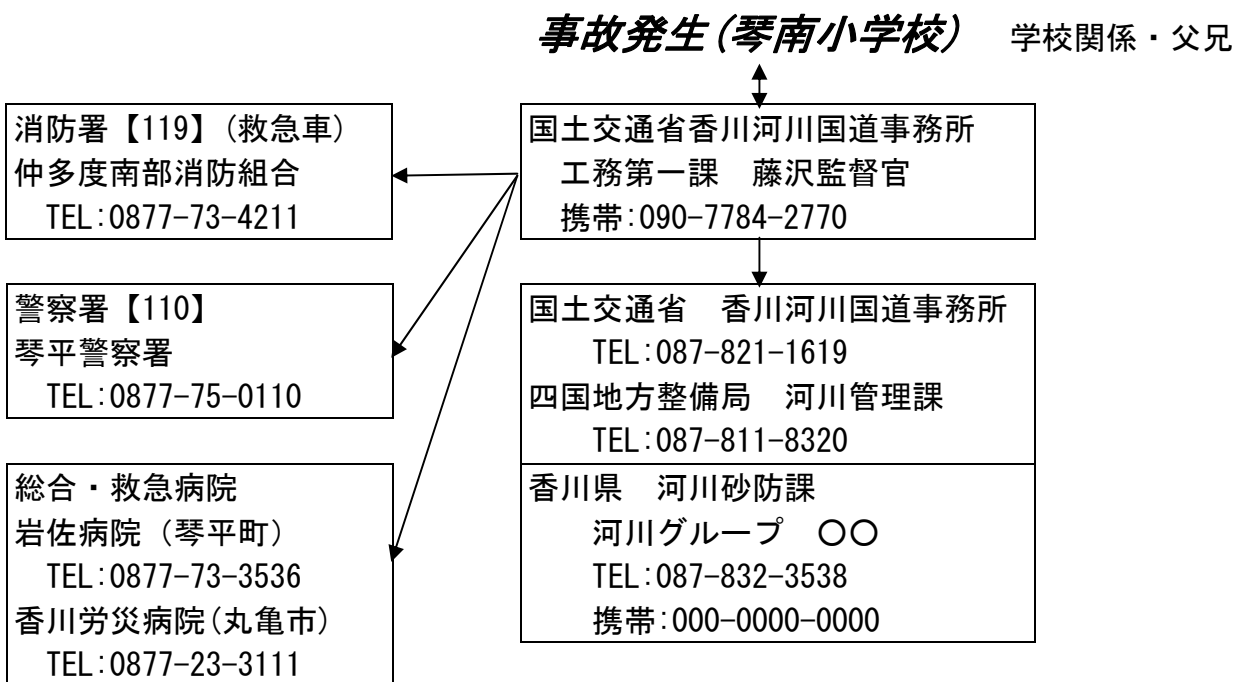 事故発生(琴南小学校)　学校関係・父兄
消防署【119】(救急車)
仲多度南部消防組合
TEL:0877-73-4211
国土交通省香川河川国道事務所
工務第一課　藤沢監督官
携帯:090-7784-2770
警察署【110】
琴平警察署
TEL:0877-75-0110
国土交通省　香川河川国道事務所
TEL:087-821-1619
四国地方整備局　河川管理課
TEL:087-811-8320
総合・救急病院
岩佐病院（琴平町）
TEL:0877-73-3536
香川労災病院(丸亀市)
TEL:0877-23-3111
香川県　河川砂防課
河川グループ　〇〇
TEL:087-832-3538
携帯:000-0000-0000